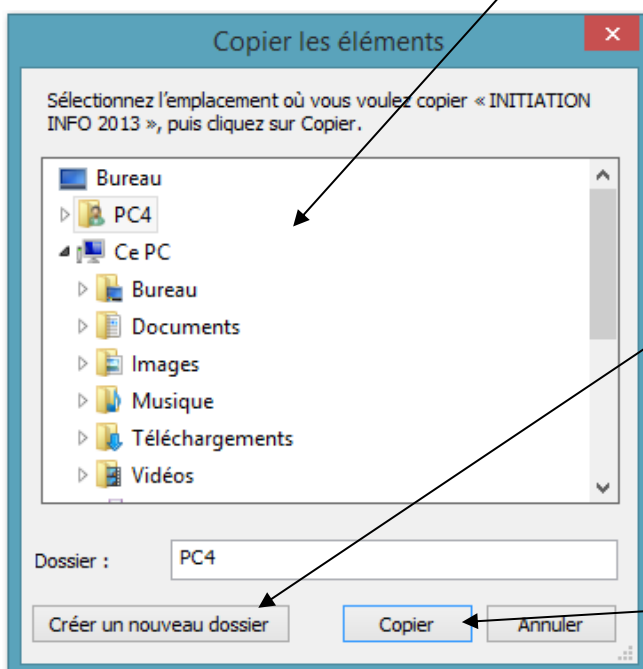 Copier les éléments
Sélectionnez l'emplacement où vous voulez copier « INITIATION
INFO 2013 », puis cliquez sur Copier.
Bureau
PC4
Ce PC
Bureau
Documents
Images
Musique
Téléchargements
Vidéos
Dossier :
PC4
Créer un nouveau dossier
Copier
Annuler